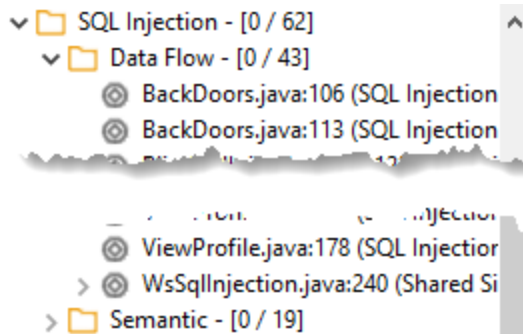 SQL Injection - [0 / 62]
Data Flow - [0 / 43]
BackDoors.java:106 (SQL Injection
BackDoors.java:113 (SQL Injection
ViewProfile.java:178 (SQL Injection
WsSqlInjection.java:240 (Shared Si
Semantic - [0 / 19]